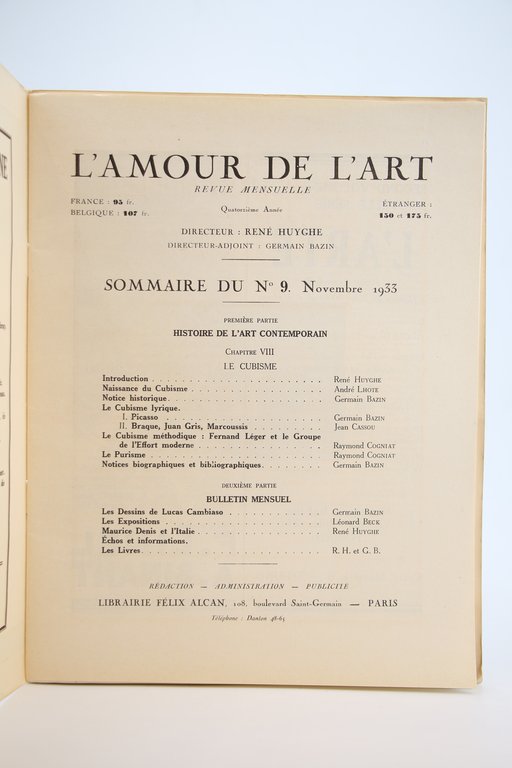 L'AMOUR DE L'ART
REVUE MENSUELLE
FRANCE : 95 fr.
BELGIQUE : 107 fr.
Quatorzième Année
ÉTRANGER :
150 et 175 fr.
DIRECTEUR : RENÉ HUYGHE
DIRECTEUR-ADJOINT : GERMAIN BAZIN
SOMMAIRE DU No 9. Novembre 1933
PREMIÈRE PARTIE
HISTOIRE DE L'ART CONTEMPORAIN
CHAPITRE VIII
LE CUBISME
Introduction . . . . . . . . . . . . . . . . . . . . René HUYGHE
Naissance du Cubisme . . . . . . . . . . . . . . . . André LHOTE
Notice historique . . . . . . . . . . . . . . . . . . Germain BAZIN
Le Cubisme lyrique.
I. Picasso . . . . . . . . . . . . . . . . . . . Germain BAZIN
II. Braque, Juan Gris, Marcoussis . . . . . . . . . Jean CASSOU
Le Cubisme méthodique : Fernand Léger et le Groupe
de l'Effort moderne . . . . . . . . . . . . . . . Raymond COGNIAT
Le Purisme . . . . . . . . . . . . . . . . . . . . Raymond COGNIAT
Notices biographiques et bibliographiques. . . . . . . Germain BAZIN
DEUXIÈME PARTIE
BULLETIN MENSUEL
Les Dessins de Lucas Cambiaso . . . . . . . . . . . Germain BAZIN
Les Expositions . . . . . . . . . . . . . . . . . . Léonard BECK
Maurice Denis et l'Italie . . . . . . . . . . . . . . . René HUYGHE
Échos et informations.
Les Livres. . . . . . . . . . . . . . . . . . . . . R. H. et G. B.
RÉDACTION — ADMINISTRATION — PUBLICITÉ
LIBRAIRIE FÉLIX ALCAN, 108, boulevard Saint-Germain — PARIS
Téléphone : Danton 48-65